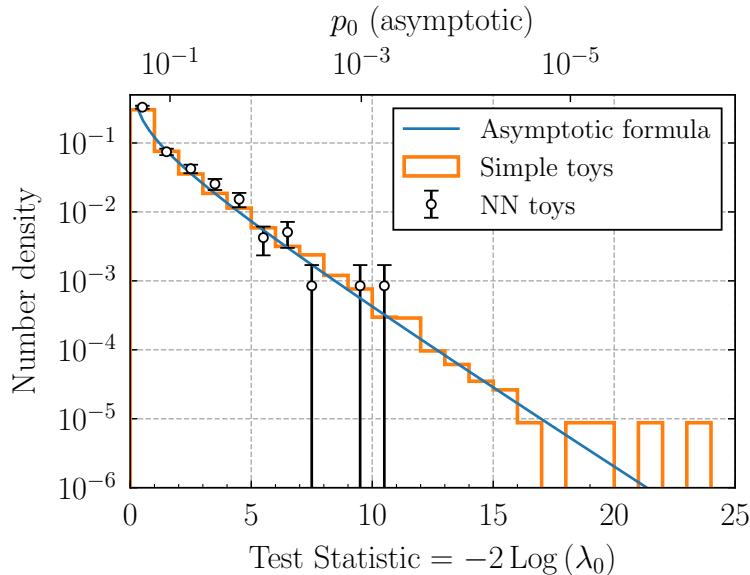 p₀ (asymptotic)
10⁻¹ 10⁻³ 10⁻⁵
Asymptotic formula
Simple toys
NN toys
Number density
10⁻¹
10⁻²
10⁻³
10⁻⁴
10⁻⁵
10⁻⁶
0 5 10 15 20 25
Test Statistic = −2 Log (λ₀)